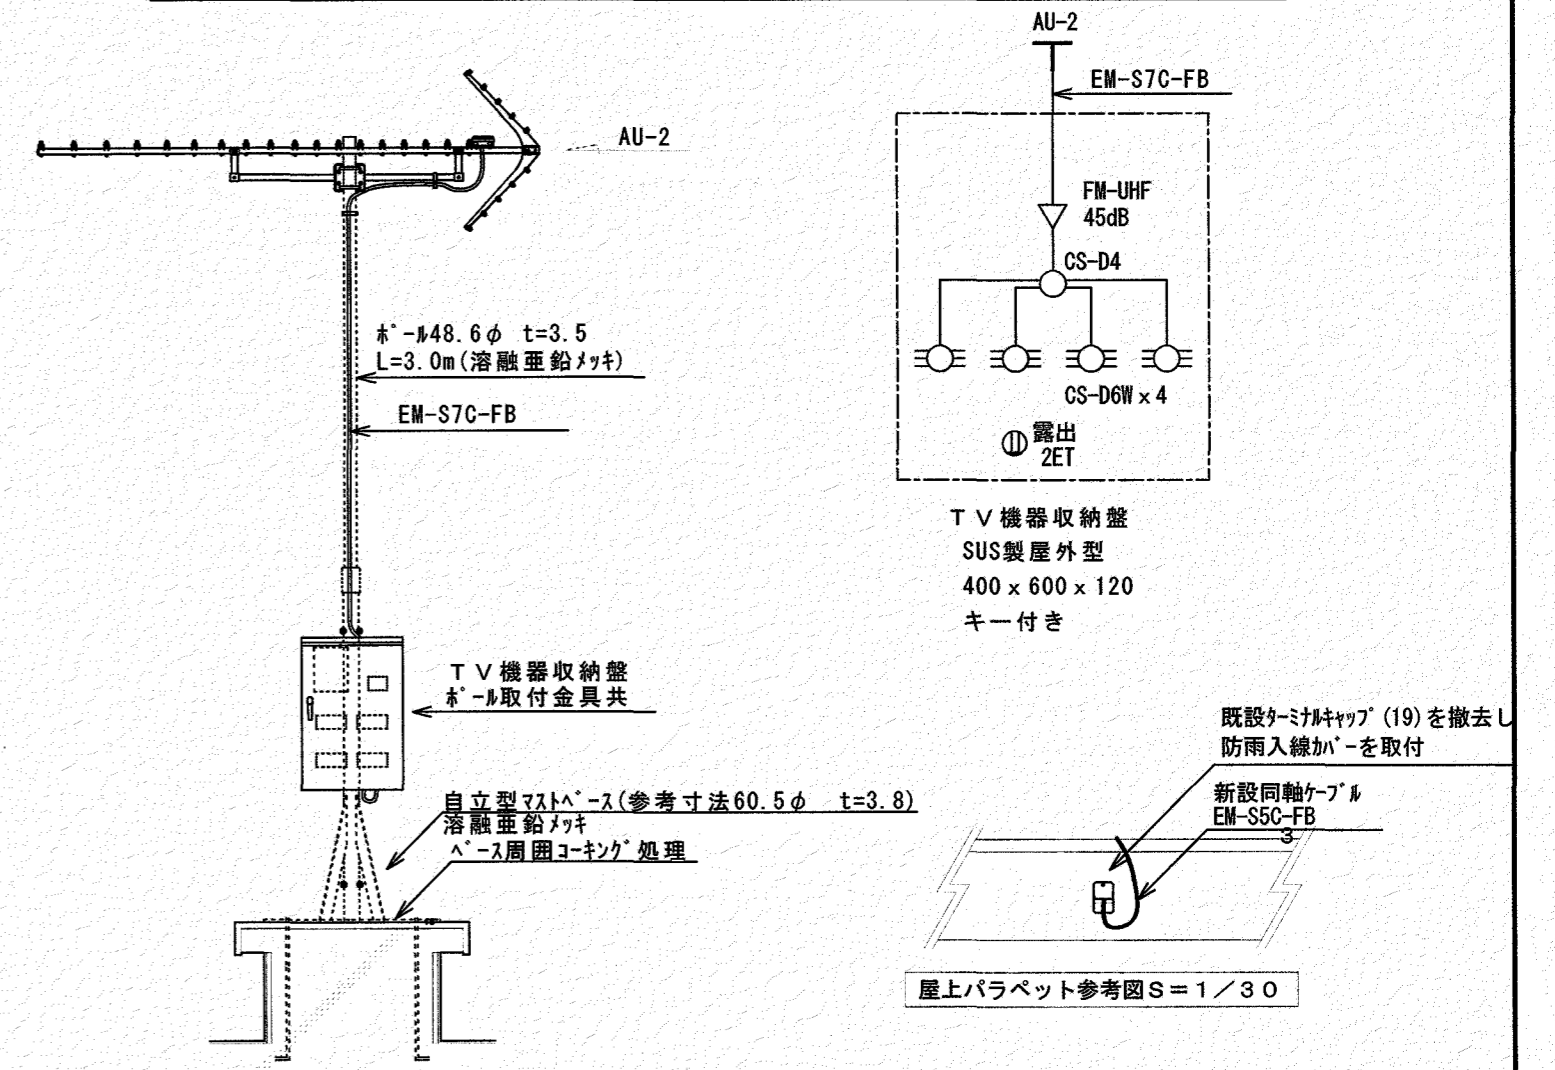 AU-2
ポール48.6φ t=3.5
L=3.0m(溶融亜鉛メッキ)
EM-S7C-FB
TV機器収納盤
ポール取付金具共
自立型マストベース(参考寸法60.5φ t=3.8)
溶融亜鉛メッキ
ベース周囲コーキング処理
AU-2
EM-S7C-FB
FM-UHF
45dB
CS-D4
CS-D6W×4
露出
2ET
TV機器収納盤
SUS製屋外型
400×600×120
キー付き
既設ターミナルキャップ(19)を撤去し
防雨入線カバーを取付
新設同軸ケーブル
EM-S5C-FB
3
屋上パラペット参考図S=1/30